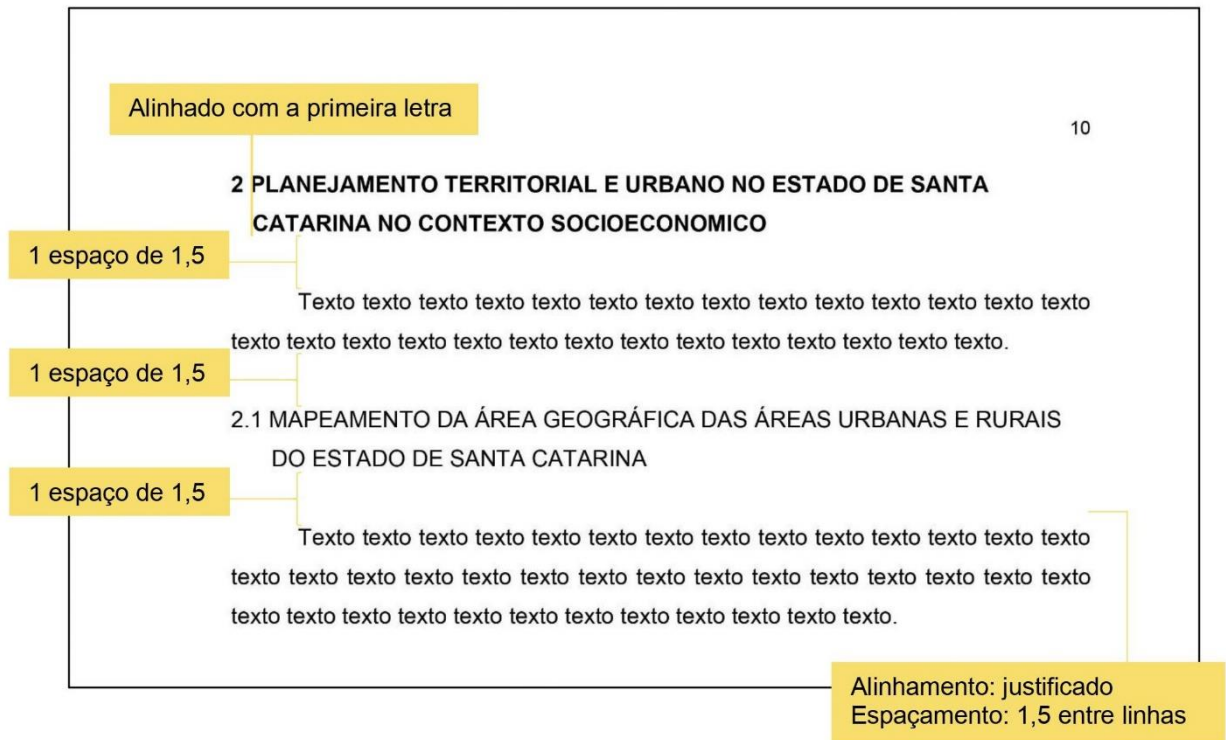 Alinhado com a primeira letra
10
2 PLANEJAMENTO TERRITORIAL E URBANO NO ESTADO DE SANTA
CATARINA NO CONTEXTO SOCIOECONOMICO
1 espaço de 1,5
Texto texto texto texto texto texto texto texto texto texto texto texto texto texto
texto texto texto texto texto texto texto texto texto texto texto texto texto texto.
1 espaço de 1,5
2.1 MAPEAMENTO DA ÁREA GEOGRÁFICA DAS ÁREAS URBANAS E RURAIS
DO ESTADO DE SANTA CATARINA
1 espaço de 1,5
Texto texto texto texto texto texto texto texto texto texto texto texto texto texto
texto texto texto texto texto texto texto texto texto texto texto texto texto texto texto
texto texto texto texto texto texto texto texto texto texto texto texto.
Alinhamento: justificado
Espaçamento: 1,5 entre linhas